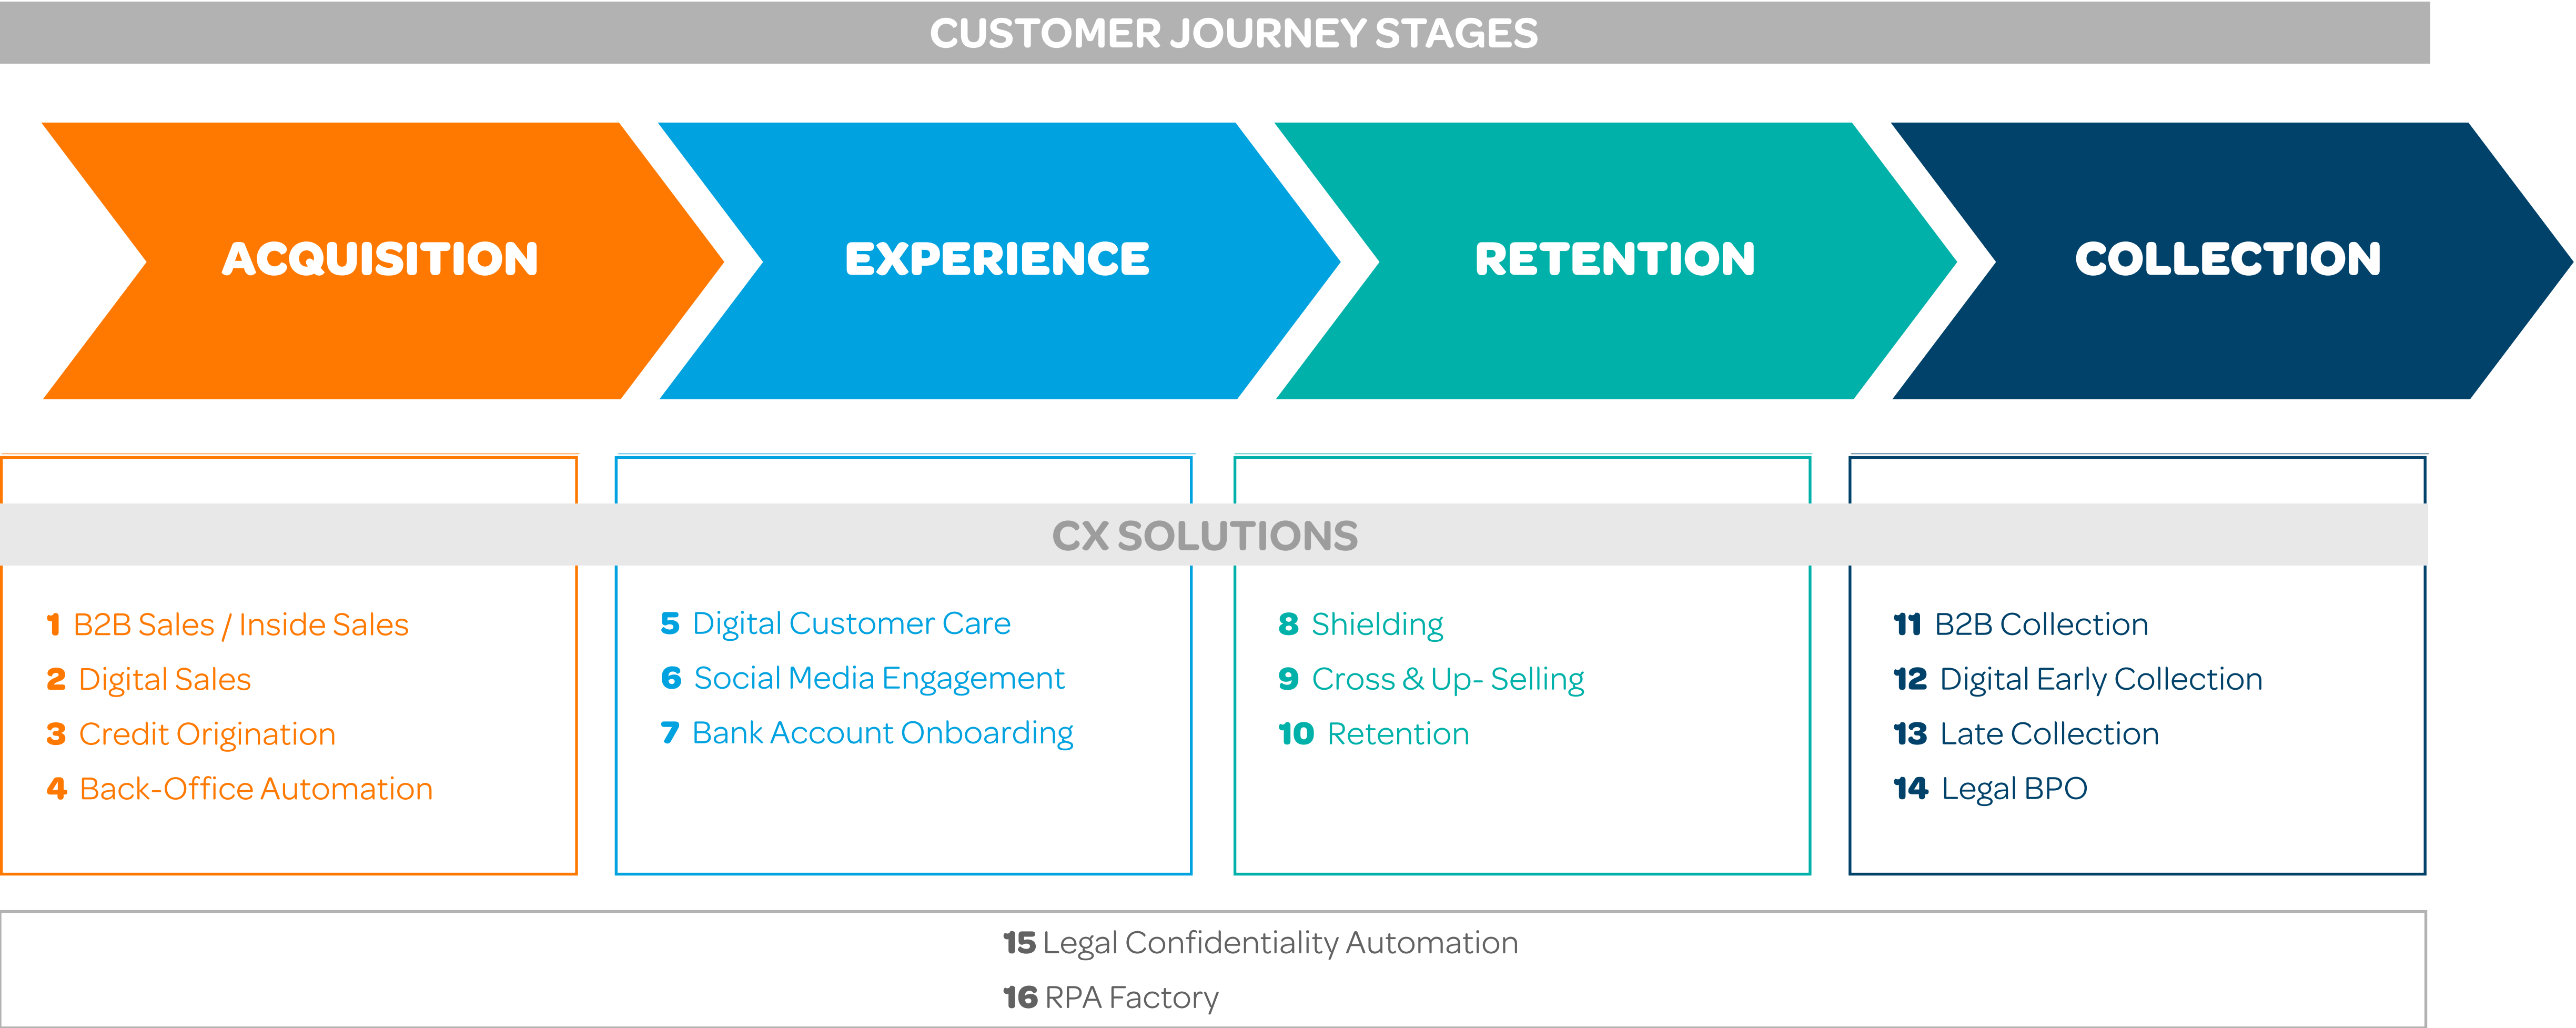 CUSTOMER JOURNEY STAGES
ACQUISITION
EXPERIENCE
RETENTION
COLLECTION
CX SOLUTIONS
1 B2B Sales / Inside Sales
2 Digital Sales
3 Credit Origination
4 Back-Office Automation
5 Digital Customer Care
6 Social Media Engagement
7 Bank Account Onboarding
8 Shielding
9 Cross & Up- Selling
10 Retention
11 B2B Collection
12 Digital Early Collection
13 Late Collection
14 Legal BPO
15 Legal Confidentiality Automation
16 RPA Factory